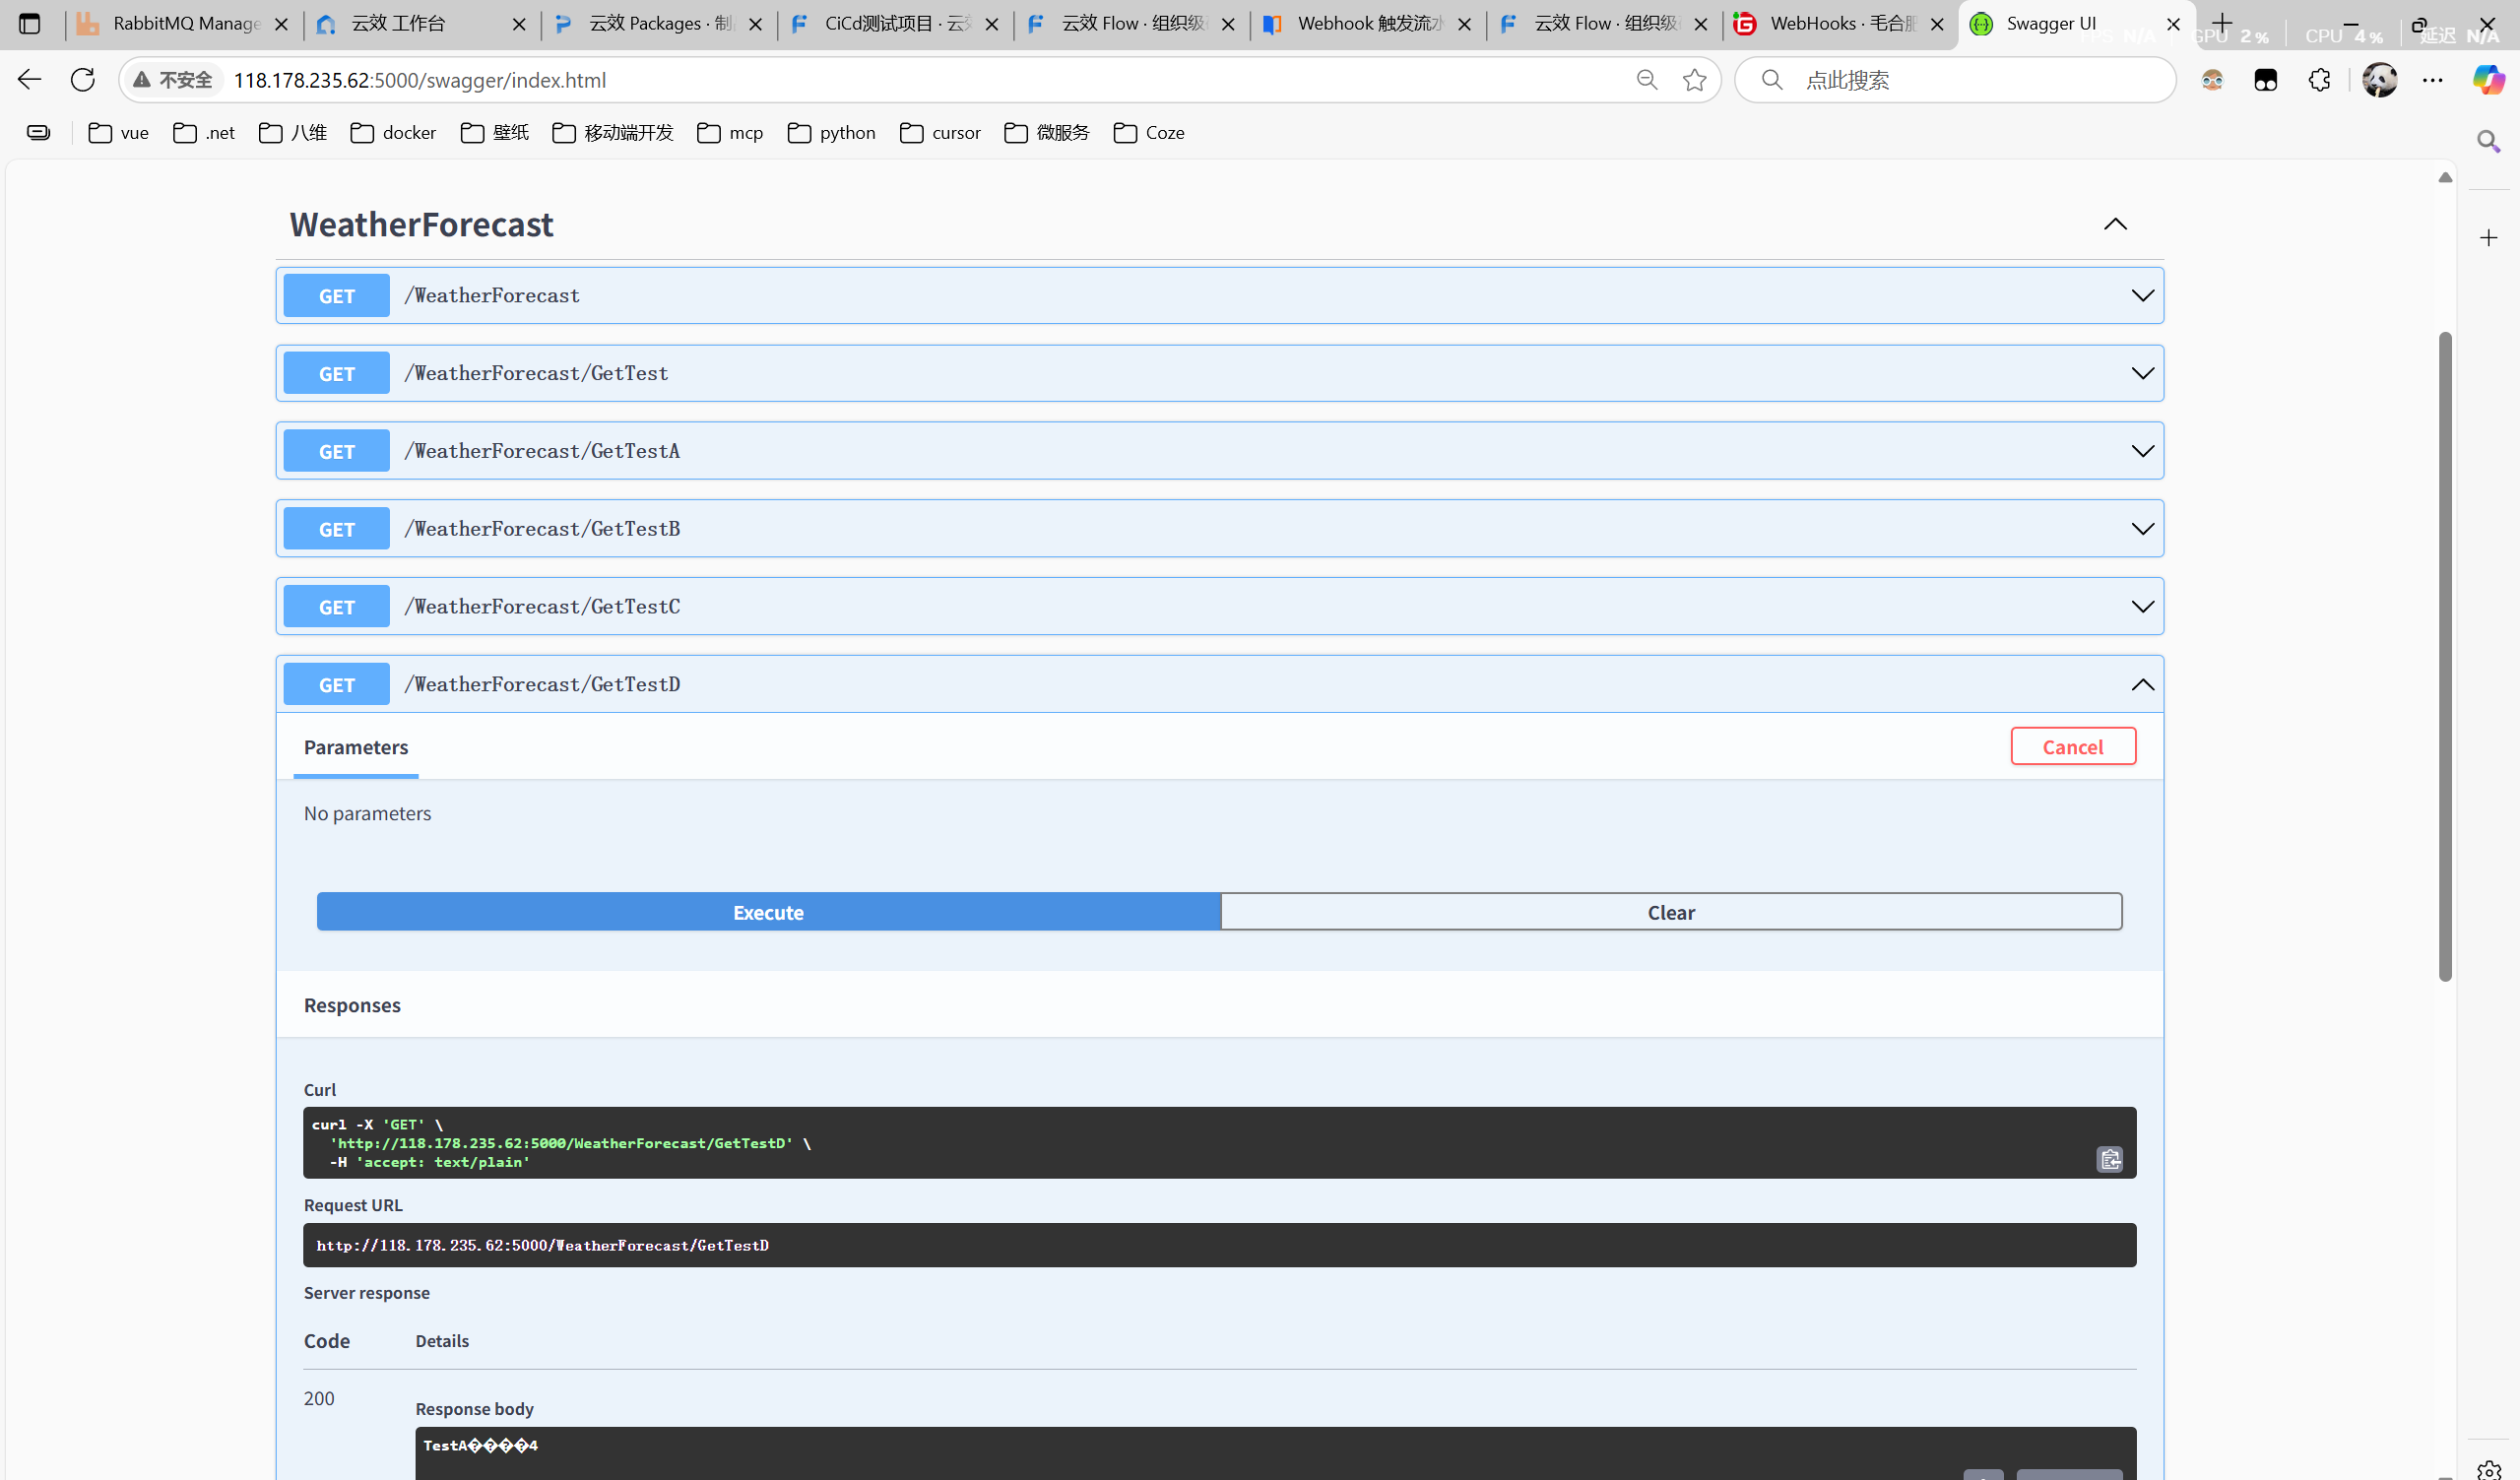 RabbitMQ Manage
云效 工作台
云效 Packages · 制
CiCd测试项目 · 云
云效 Flow · 组织级
Webhook 触发流水
云效 Flow · 组织级
WebHooks · 毛合
Swagger UI
N/A GPU 2 % CPU 4 % 延迟 N/A
不安全 118.178.235.62:5000/swagger/index.html
点此搜索
vue .net 八维 docker 壁纸 移动端开发 mcp python cursor 微服务 Coze
WeatherForecast
GET /WeatherForecast
GET /WeatherForecast/GetTest
GET /WeatherForecast/GetTestA
GET /WeatherForecast/GetTestB
GET /WeatherForecast/GetTestC
GET /WeatherForecast/GetTestD
Parameters
Cancel
No parameters
Execute
Clear
Responses
Curl
curl -X 'GET' \
'http://118.178.235.62:5000/WeatherForecast/GetTestD' \
-H 'accept: text/plain'
Request URL
http://118.178.235.62:5000/WeatherForecast/GetTestD
Server response
Code Details
200
Response body
TestA����4